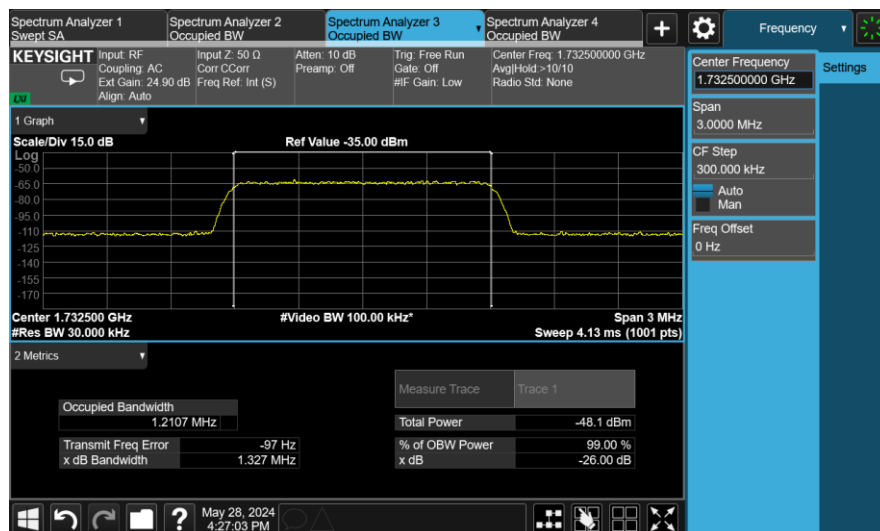 Spectrum Analyzer 1
Swept SA
Spectrum Analyzer 2
Occupied BW
Spectrum Analyzer 3
Occupied BW
Spectrum Analyzer 4
Occupied BW
Frequency
KEYSIGHT
LXI
Input: RF
Coupling: AC
Ext Gain: 24.90 dB
Align: Auto
Input Z: 50 Ω
Corr CCorr
Freq Ref: Int (S)
Atten: 10 dB
Preamp: Off
Trig: Free Run
Gate: Off
#IF Gain: Low
Center Freq: 1.732500000 GHz
Avg|Hold:>10/10
Radio Std: None
Center Frequency
1.732500000 GHz
Settings
Span
3.0000 MHz
CF Step
300.000 kHz
Auto
Man
Freq Offset
0 Hz
1 Graph
Scale/Div 15.0 dB
Ref Value -35.00 dBm
Log
-50.0
-65.0
-80.0
-95.0
-110
-125
-140
-155
-170
Center 1.732500 GHz
#Video BW 100.00 kHz*
Span 3 MHz
#Res BW 30.000 kHz
Sweep 4.13 ms (1001 pts)
2 Metrics
Measure Trace
Trace 1
Occupied Bandwidth
1.2107 MHz
Total Power
-48.1 dBm
Transmit Freq Error
-97 Hz
% of OBW Power
99.00 %
x dB Bandwidth
1.327 MHz
x dB
-26.00 dB
?
May 28, 2024
4:27:03 PM